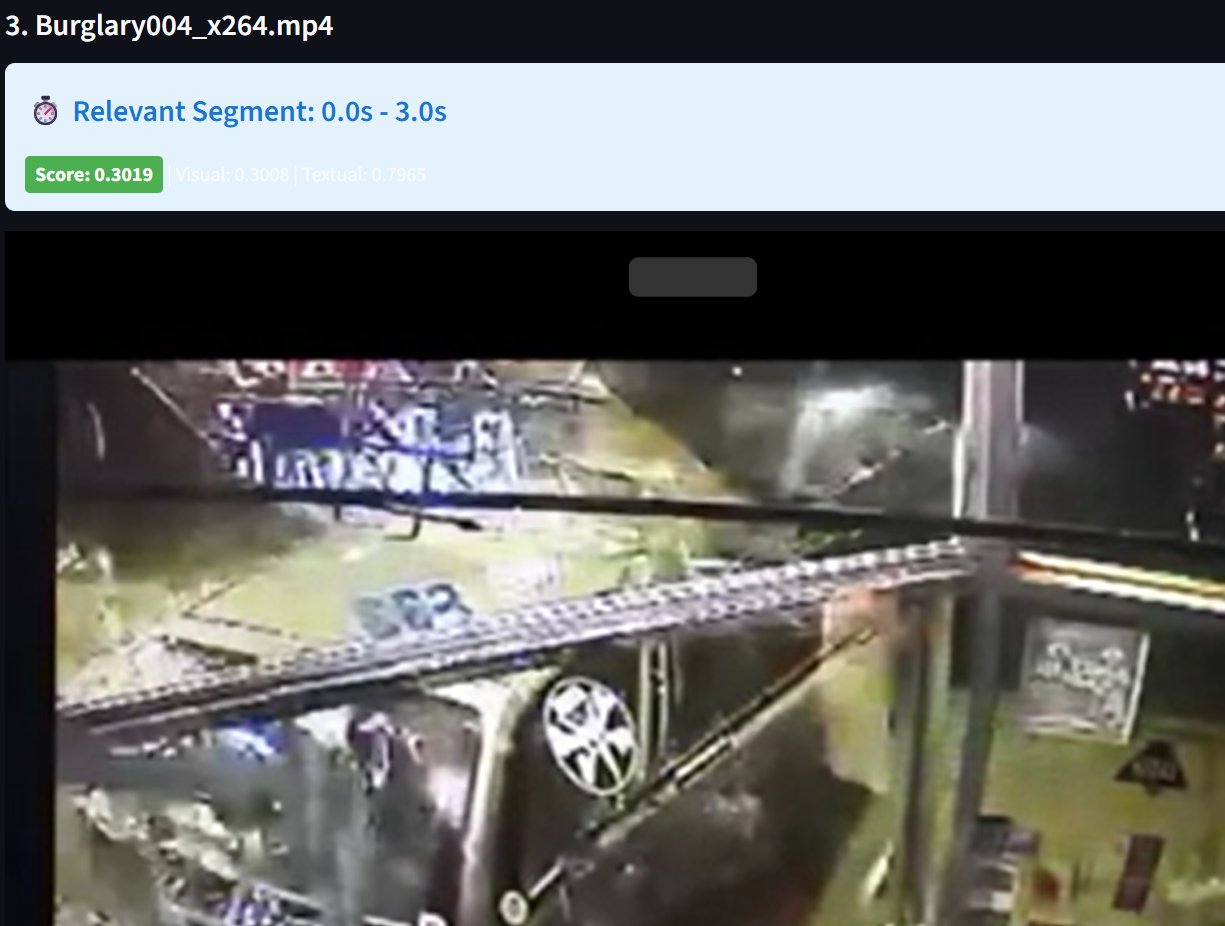 3. Burglary004_x264.mp4
Relevant Segment: 0.0s - 3.0s
Score: 0.3019 | Visual: 0.3008 | Textual: 0.7965